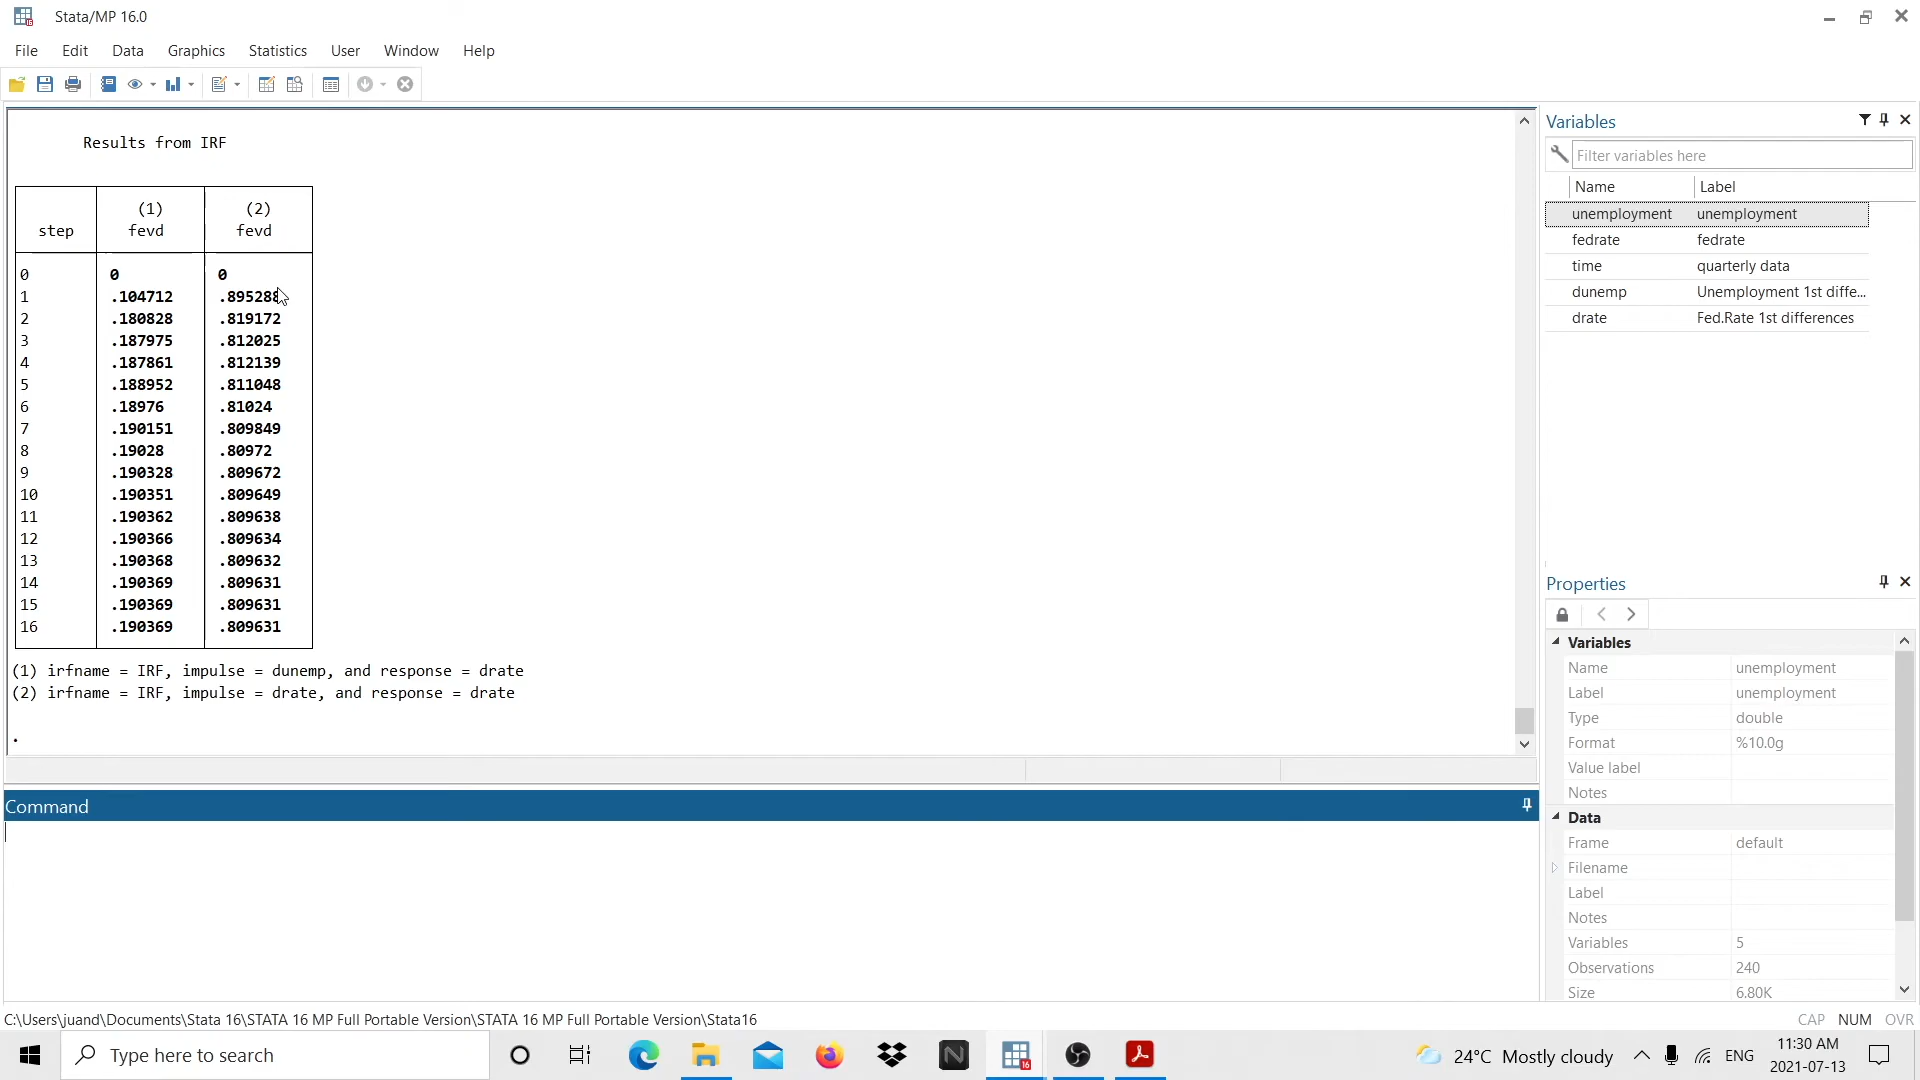 Stata/MP 16.0
File Edit Data Graphics Statistics User Window Help
Results from IRF
(1) (2)
step fevd fevd
0 0 0
1 .104712 .895288
2 .180828 .819172
3 .187975 .812025
4 .187861 .812139
5 .188952 .811048
6 .18976 .81024
7 .190151 .809849
8 .19028 .80972
9 .190328 .809672
10 .190351 .809649
11 .190362 .809638
12 .190366 .809634
13 .190368 .809632
14 .190369 .809631
15 .190369 .809631
16 .190369 .809631
(1) irfname = IRF, impulse = dunemp, and response = drate
(2) irfname = IRF, impulse = drate, and response = drate
.
Command
Variables
Filter variables here
Name Label
unemployment unemployment
fedrate fedrate
time quarterly data
dunemp Unemployment 1st diffe...
drate Fed.Rate 1st differences
Properties
Variables
Name unemployment
Label unemployment
Type double
Format %10.0g
Value label
Notes
Data
Frame default
Filename
Label
Notes
Variables 5
Observations 240
Size 6.80K
C:\Users\juand\Documents\Stata 16\STATA 16 MP Full Portable Version\STATA 16 MP Full Portable Version\Stata16
CAP NUM OVR
Type here to search
24°C Mostly cloudy
ENG
11:30 AM
2021-07-13